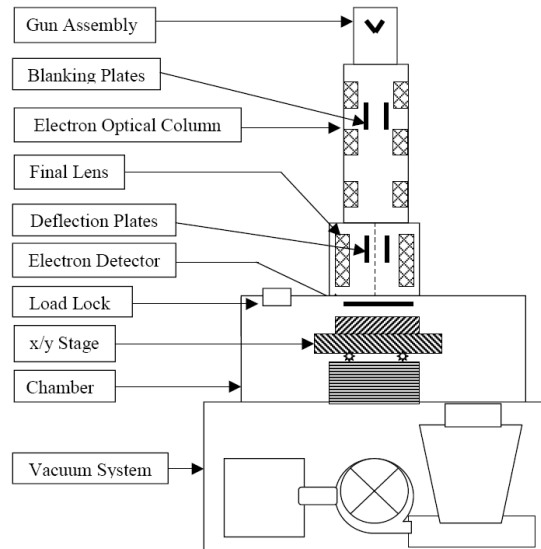 Gun Assembly
Blanking Plates
Electron Optical Column
Final Lens
Deflection Plates
Electron Detector
Load Lock
x/y Stage
Chamber
Vacuum System